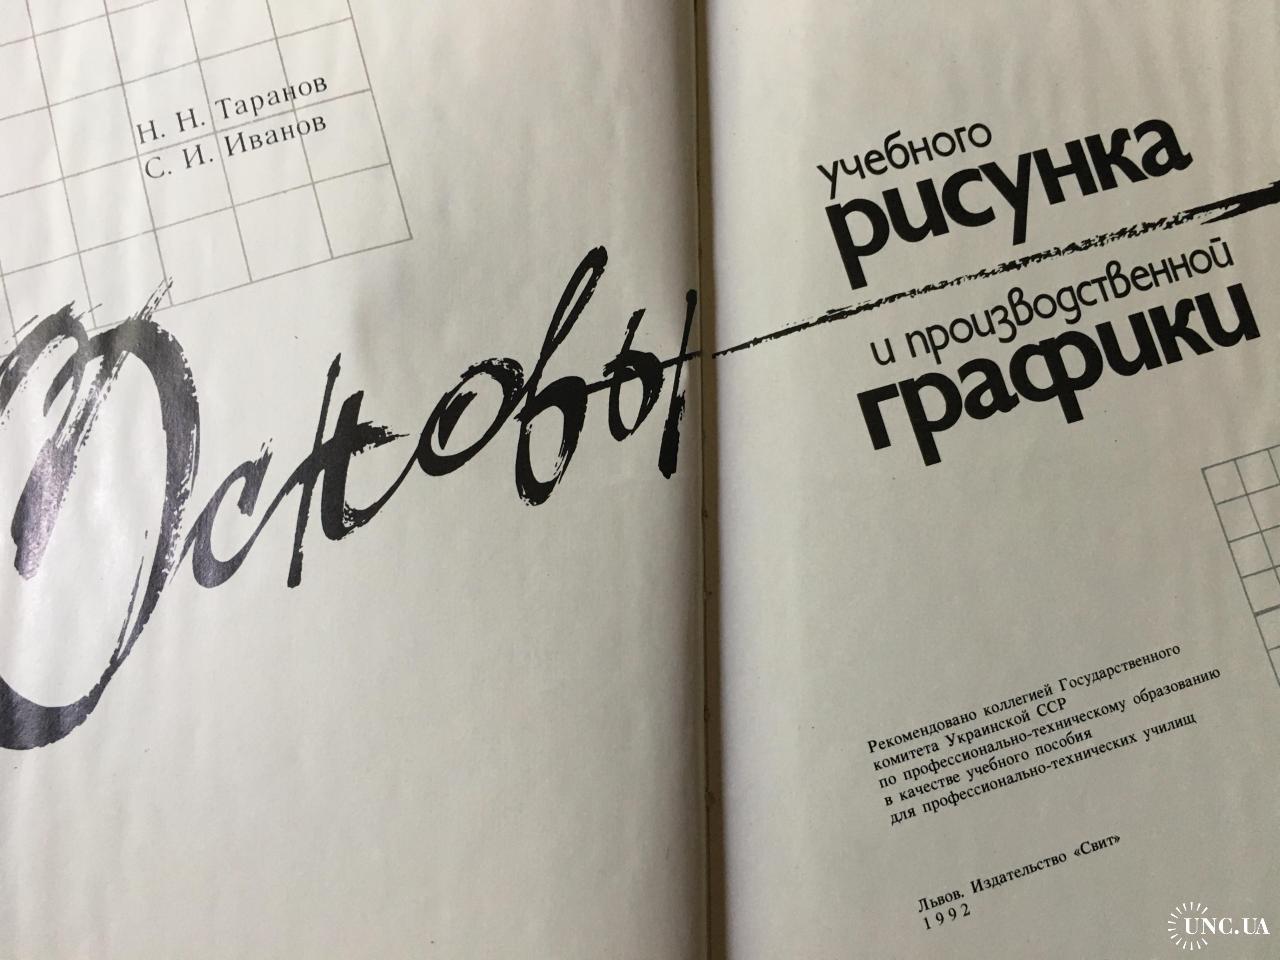 Н. Н. Таранов
С. И. Иванов
Основы
учебного
рисунка
и производственной
графики
Рекомендовано коллегией Государственного
комитета Украинской ССР
по профессионально-техническому образованию
в качестве учебного пособия
для профессионально-технических училищ
Львов. Издательство «Свит»
1992
UNC.UA